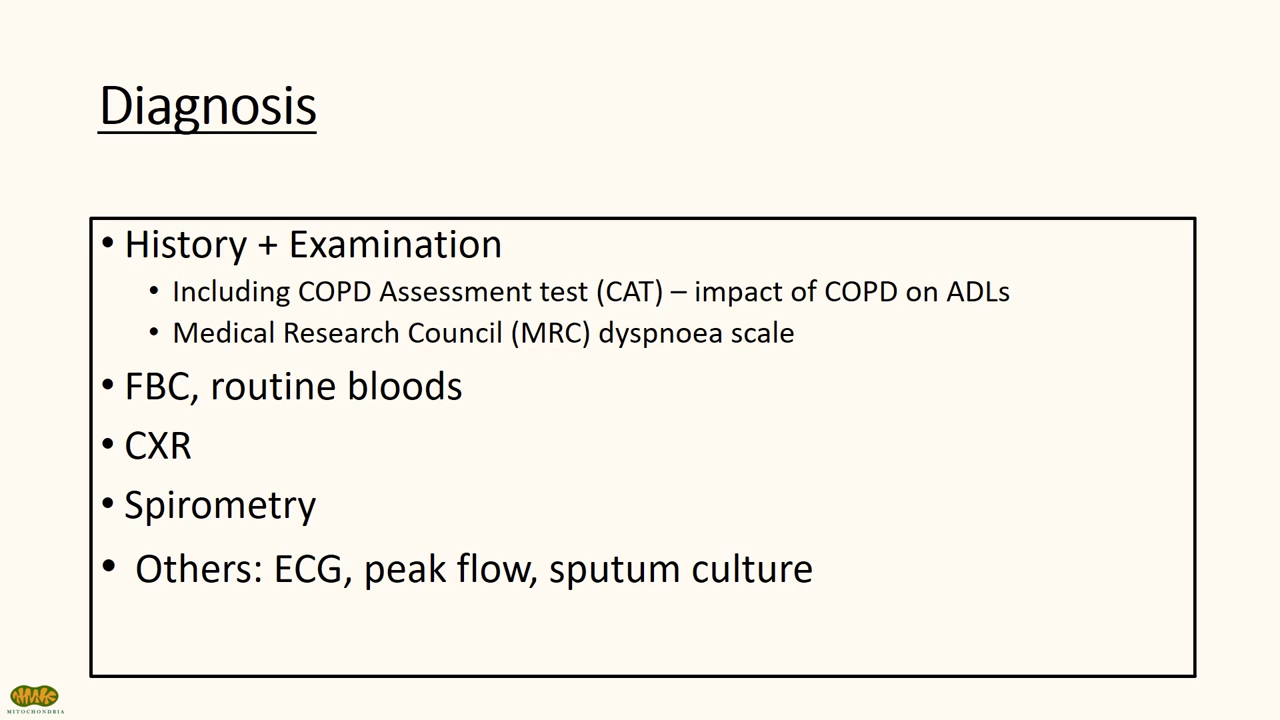 Diagnosis
• History + Examination
• Including COPD Assessment test (CAT) – impact of COPD on ADLs
• Medical Research Council (MRC) dyspnoea scale
• FBC, routine bloods
• CXR
• Spirometry
• Others: ECG, peak flow, sputum culture
MITOCHONDRIA